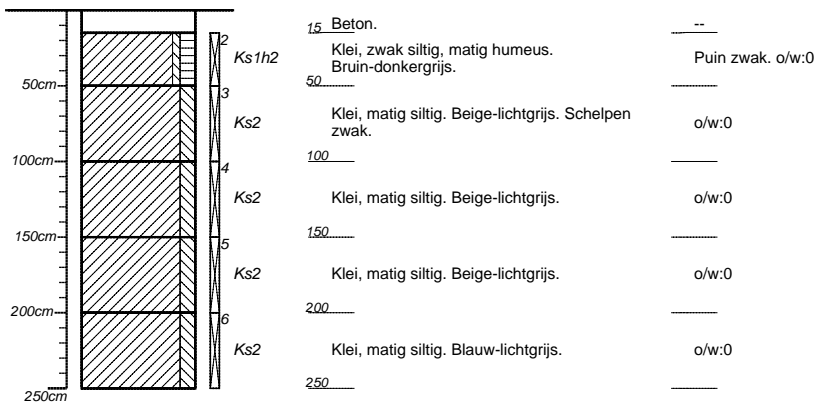 15 Beton. --
2 Ks1h2 Klei, zwak siltig, matig humeus. Bruin-donkergrijs. Puin zwak. o/w:0
50cm 50
3 Ks2 Klei, matig siltig. Beige-lichtgrijs. Schelpen zwak. o/w:0
100cm 100
4 Ks2 Klei, matig siltig. Beige-lichtgrijs. o/w:0
150cm 150
5 Ks2 Klei, matig siltig. Beige-lichtgrijs. o/w:0
200cm 200
6 Ks2 Klei, matig siltig. Blauw-lichtgrijs. o/w:0
250cm 250